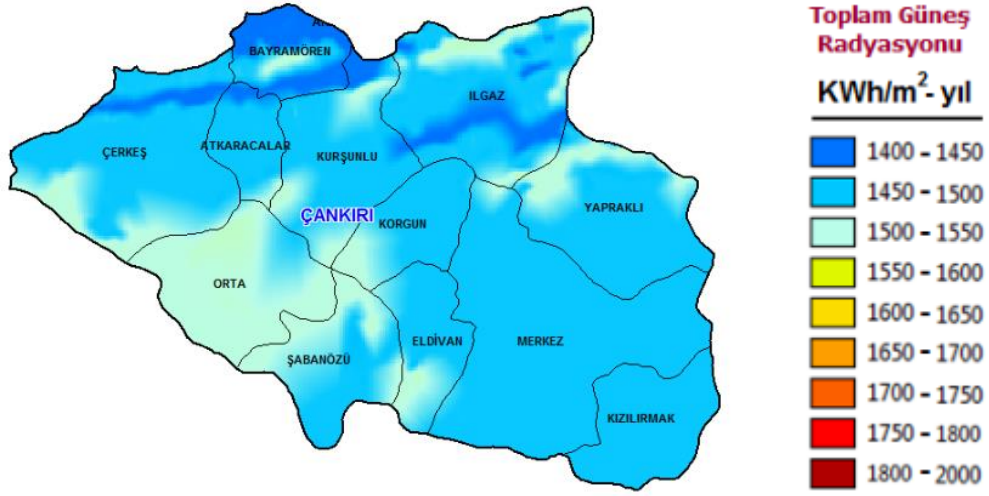 BAYRAMÖREN
ILGAZ
ÇERKEŞ
ATKARACALAR
KURŞUNLU
ÇANKIRI
YAPRAKLI
KORGUN
ORTA
ŞABANÖZÜ
ELDİVAN
MERKEZ
KIZILIRMAK
Toplam Güneş
Radyasyonu
KWh/m²- yıl
1400 - 1450
1450 - 1500
1500 - 1550
1550 - 1600
1600 - 1650
1650 - 1700
1700 - 1750
1750 - 1800
1800 - 2000